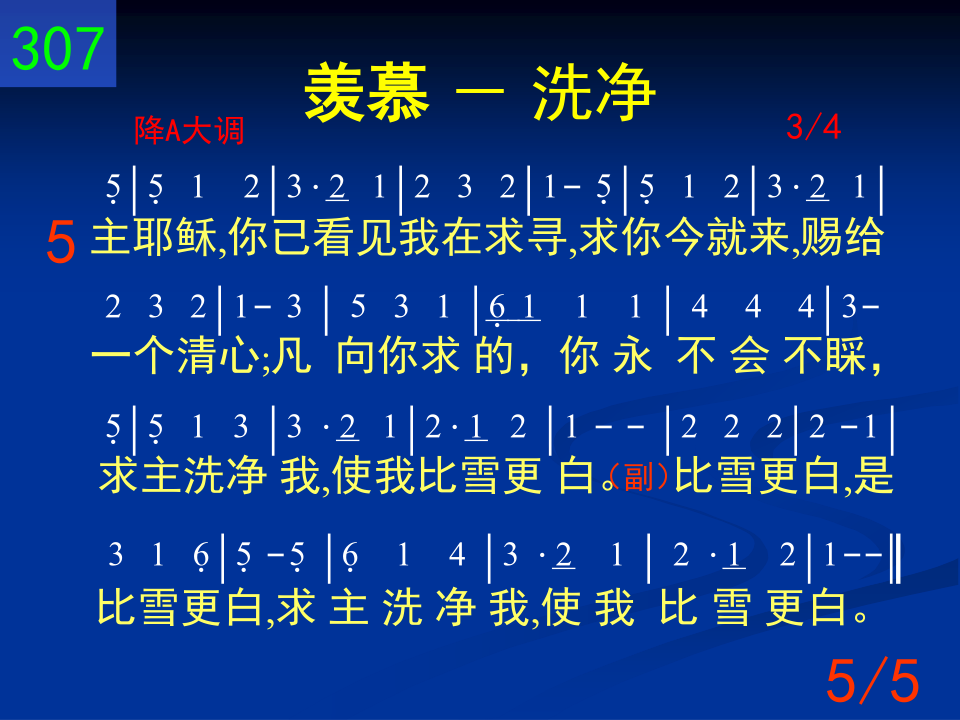 307
羡慕 － 洗净
降A大调 3/4
5̣|5̣ 1 2|3·2̲ 1|2 3 2|1- 5̣|5̣ 1 2|3·2̲ 1|
5 主耶稣,你已看见我在求寻,求你今就来,赐给
2 3 2|1- 3| 5 3 1|6̣̲ 1̲ 1 1| 4 4 4|3-
一个清心;凡 向你求 的，你 永 不 会 不睬，
5̣|5̣ 1 3|3 ·2̲ 1|2·1̲ 2|1 - -|2 2 2|2 -1|
求主洗净 我,使我比雪更 白。（副）比雪更白,是
3 1 6̣|5̣ -5̣|6̣ 1 4|3 ·2̲ 1| 2 ·1̣̲ 2|1--‖
比雪更白,求 主 洗 净 我,使 我 比 雪 更白。
5/5